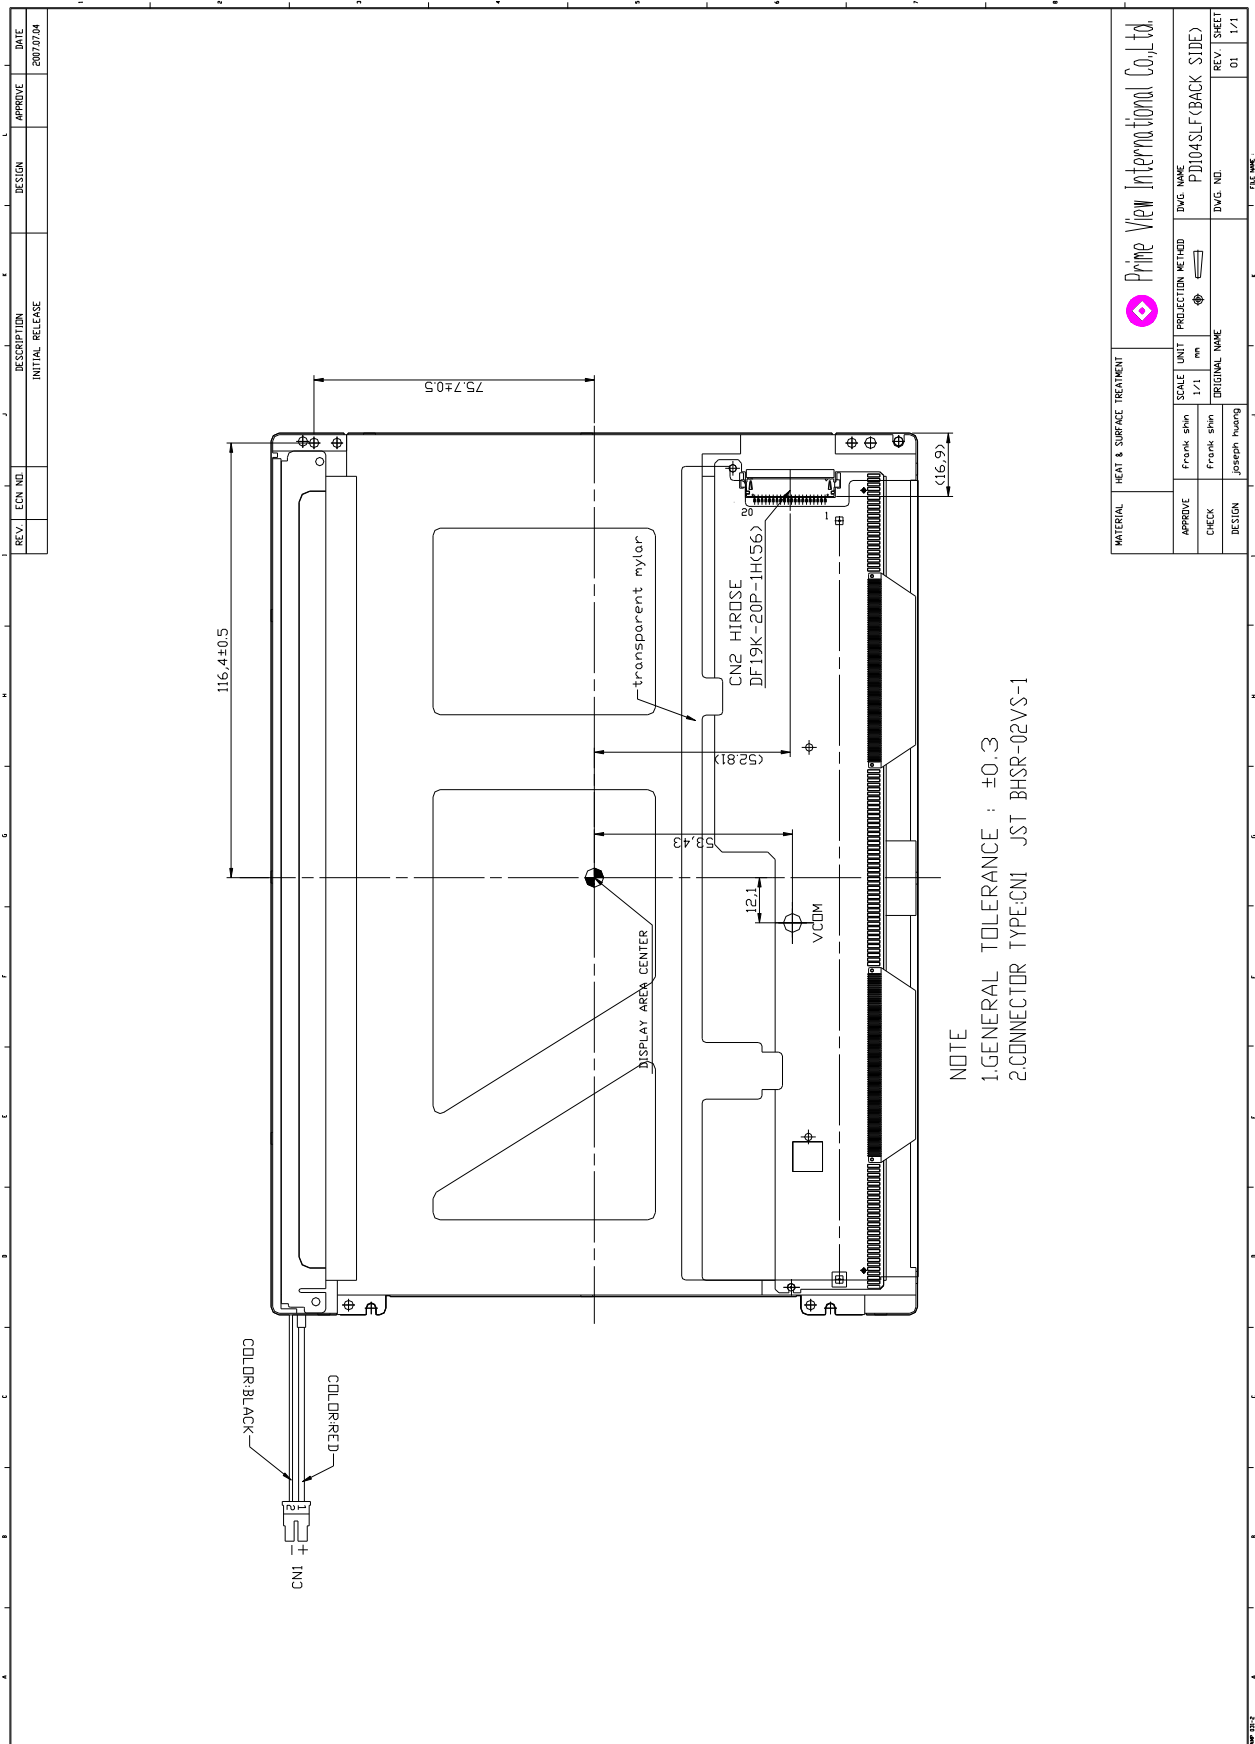 REV. ECN NO. DESCRIPTION DESIGN APPROVE DATE
INITIAL RELEASE 2007.07.04
116,4±0.5
75.7±0.5
COLOR:BLACK
COLOR:RED
1
2
CN1 - +
DISPLAY AREA CENTER
transparent mylar
(52.81)
53,43
12,1
VCOM
CN2 HIROSE
DF19K-20P-1H(56)
20
1
(16,9)
NOTE
1.GENERAL TOLERANCE : ±0.3
2.CONNECTOR TYPE:CN1 JST BHSR-02VS-1
MATERIAL
HEAT & SURFACE TREATMENT
Prime View International Co.,Ltd.
APPROVE frank shin
CHECK frank shin
DESIGN joseph huang
SCALE 1/1
UNIT mm
PROJECTION METHOD
ORIGINAL NAME
DWG. NAME
PD104SLF(BACK SIDE)
DWG. NO.
REV. 01
SHEET 1/1
FILE NAME :